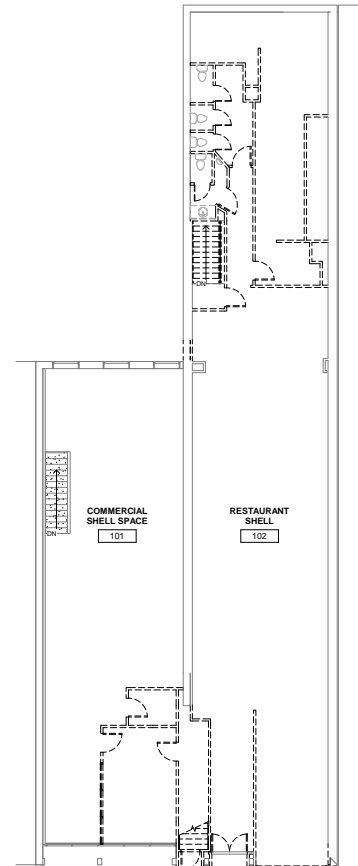 DN
COMMERCIAL
SHELL SPACE
101
RESTAURANT
SHELL
102
DN